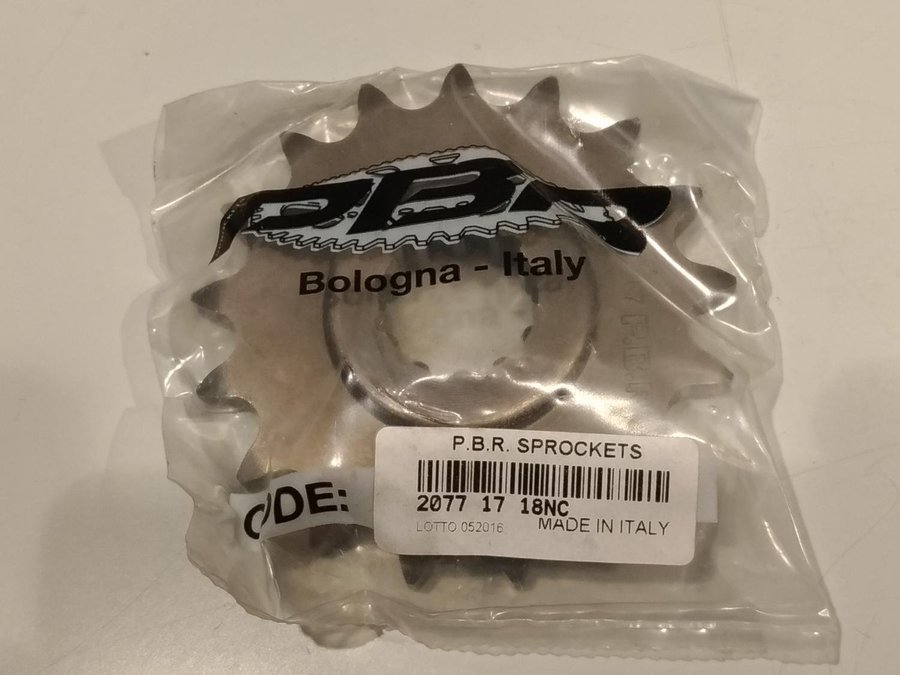 PBR
Bologna - Italy
CODE:
P.B.R. SPROCKETS
2077 17 18NC
LOTTO 052016
MADE IN ITALY